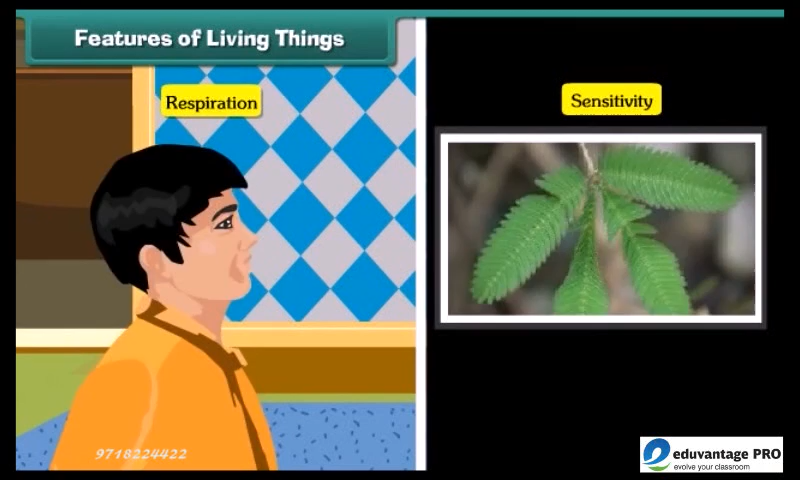 Features of Living Things
Respiration
Sensitivity
9718224422
eduvantage PRO
evolve your classroom